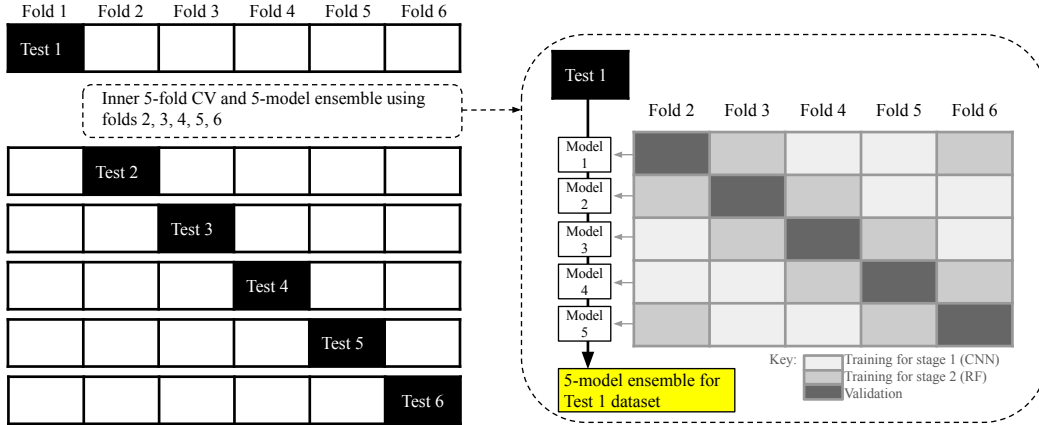 Fold 1 Fold 2 Fold 3 Fold 4 Fold 5 Fold 6
Test 1
Inner 5-fold CV and 5-model ensemble using
folds 2, 3, 4, 5, 6
Test 2
Test 3
Test 4
Test 5
Test 6
Test 1
Fold 2 Fold 3 Fold 4 Fold 5 Fold 6
Model
1
Model
2
Model
3
Model
4
Model
5
5-model ensemble for
Test 1 dataset
Key: Training for stage 1 (CNN)
Training for stage 2 (RF)
Validation